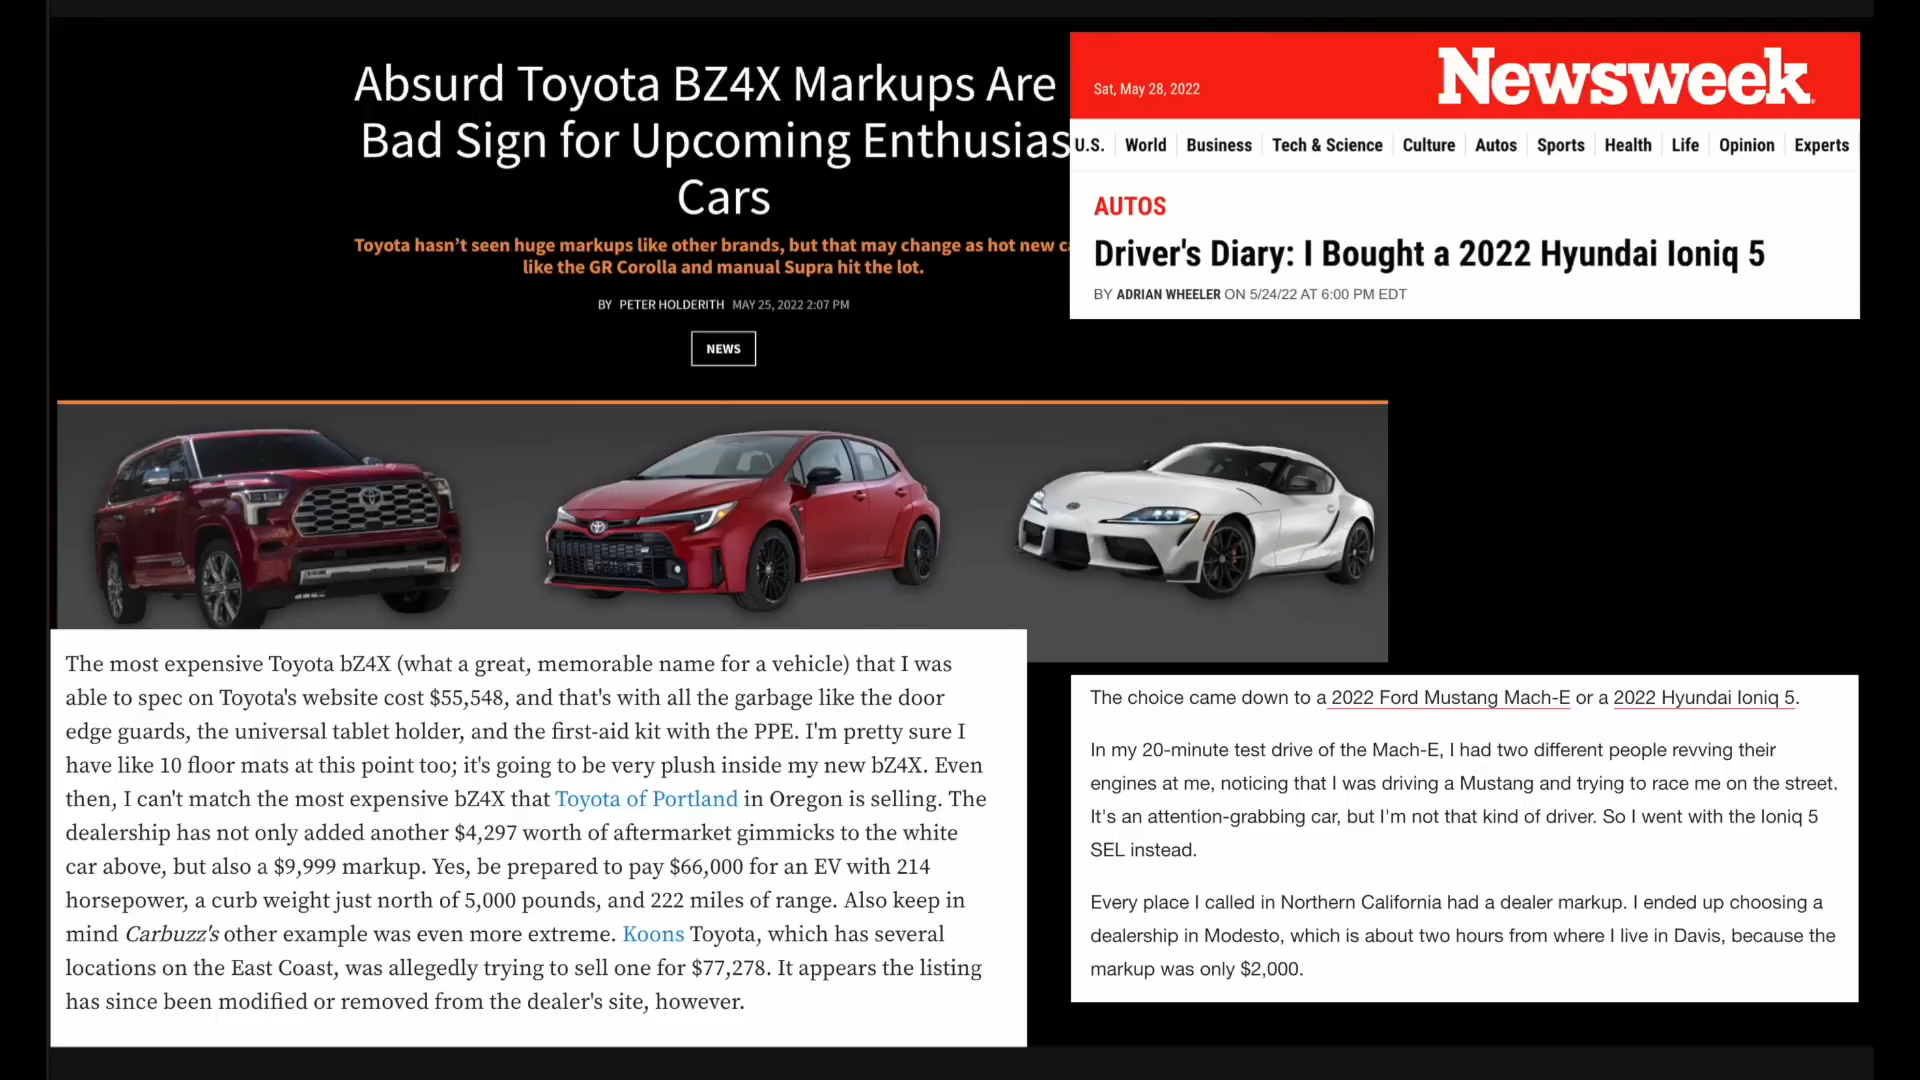 Absurd Toyota BZ4X Markups Are
Bad Sign for Upcoming Enthusias
Cars
Toyota hasn't seen huge markups like other brands, but that may change as hot new c
like the GR Corolla and manual Supra hit the lot.
BY PETER HOLDERITH MAY 25, 2022 2:07 PM
NEWS
Sat, May 28, 2022
Newsweek
U.S. World Business Tech & Science Culture Autos Sports Health Life Opinion Experts
AUTOS
Driver's Diary: I Bought a 2022 Hyundai Ioniq 5
BY ADRIAN WHEELER ON 5/24/22 AT 6:00 PM EDT
The most expensive Toyota bZ4X (what a great, memorable name for a vehicle) that I was
able to spec on Toyota's website cost $55,548, and that's with all the garbage like the door
edge guards, the universal tablet holder, and the first-aid kit with the PPE. I'm pretty sure I
have like 10 floor mats at this point too; it's going to be very plush inside my new bZ4X. Even
then, I can't match the most expensive bZ4X that Toyota of Portland in Oregon is selling. The
dealership has not only added another $4,297 worth of aftermarket gimmicks to the white
car above, but also a $9,999 markup. Yes, be prepared to pay $66,000 for an EV with 214
horsepower, a curb weight just north of 5,000 pounds, and 222 miles of range. Also keep in
mind Carbuzz's other example was even more extreme. Koons Toyota, which has several
locations on the East Coast, was allegedly trying to sell one for $77,278. It appears the listing
has since been modified or removed from the dealer's site, however.
The choice came down to a 2022 Ford Mustang Mach-E or a 2022 Hyundai Ioniq 5.
In my 20-minute test drive of the Mach-E, I had two different people revving their
engines at me, noticing that I was driving a Mustang and trying to race me on the street.
It's an attention-grabbing car, but I'm not that kind of driver. So I went with the Ioniq 5
SEL instead.
Every place I called in Northern California had a dealer markup. I ended up choosing a
dealership in Modesto, which is about two hours from where I live in Davis, because the
markup was only $2,000.